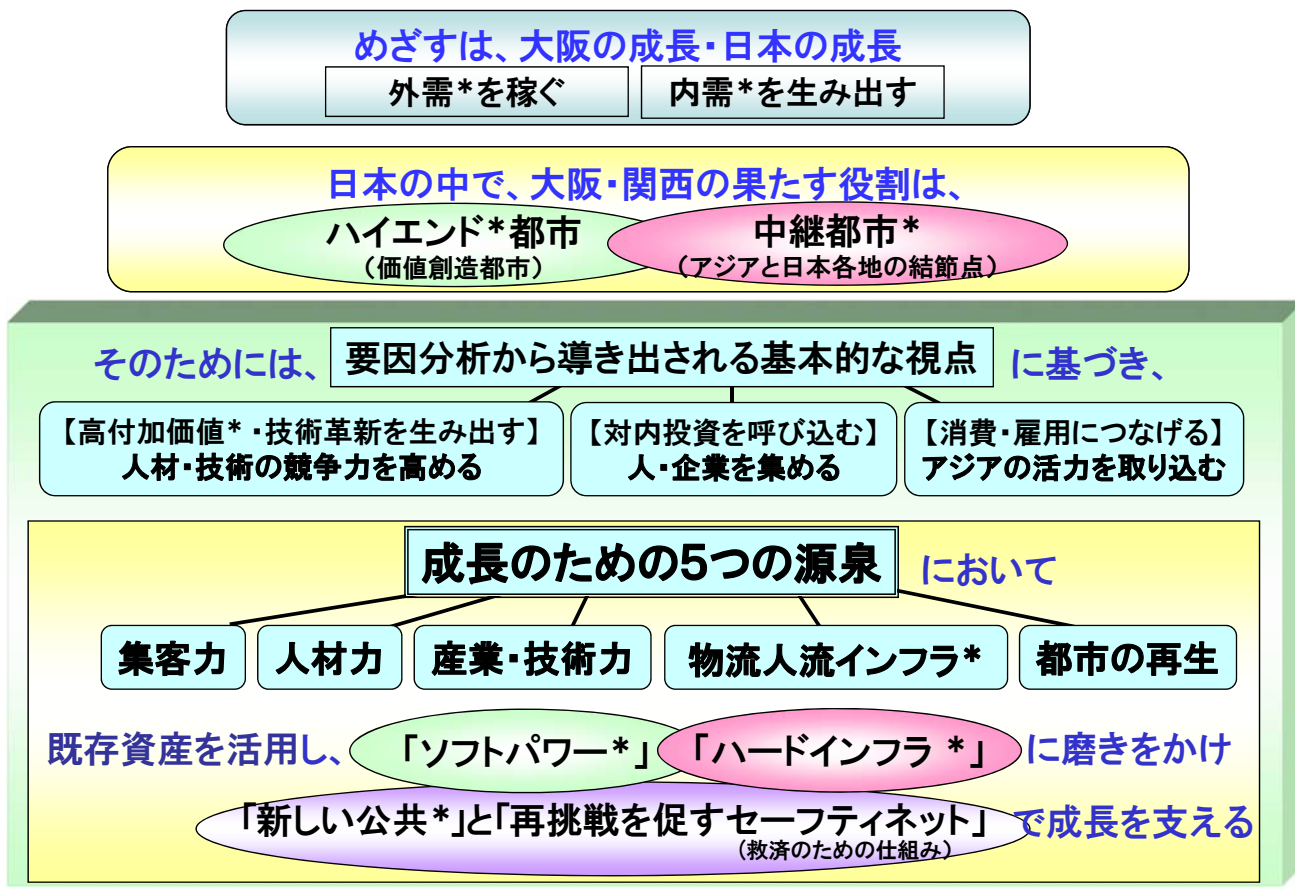 めざすは、大阪の成長・日本の成長
外需*を稼ぐ 内需*を生み出す
日本の中で、大阪・関西の果たす役割は、
ハイエンド*都市 中継都市*
（価値創造都市） （アジアと日本各地の結節点）
そのためには、 要因分析から導き出される基本的な視点 に基づき、
【高付加価値*・技術革新を生み出す】 【対内投資を呼び込む】 【消費・雇用につなげる】
人材・技術の競争力を高める 人・企業を集める アジアの活力を取り込む
成長のための5つの源泉 において
集客力 人材力 産業・技術力 物流人流インフラ* 都市の再生
既存資産を活用し、 「ソフトパワー*」 「ハードインフラ*」 に磨きをかけ
「新しい公共*」と「再挑戦を促すセーフティネット」 で成長を支える
（救済のための仕組み）